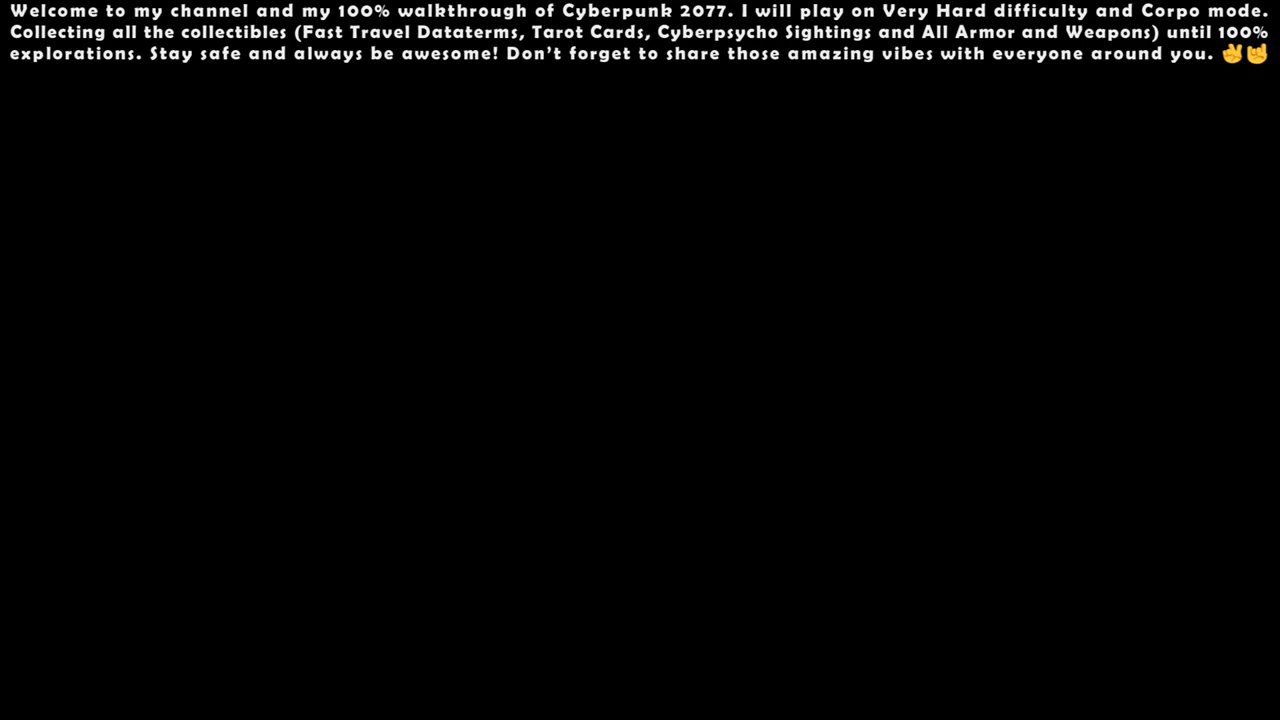 Welcome to my channel and my 100% walkthrough of Cyberpunk 2077. I will play on Very Hard difficulty and Corpo mode.
Collecting all the collectibles (Fast Travel Dataterms, Tarot Cards, Cyberpsycho Sightings and All Armor and Weapons) until 100%
explorations. Stay safe and always be awesome! Don’t forget to share those amazing vibes with everyone around you. ✌️🤘